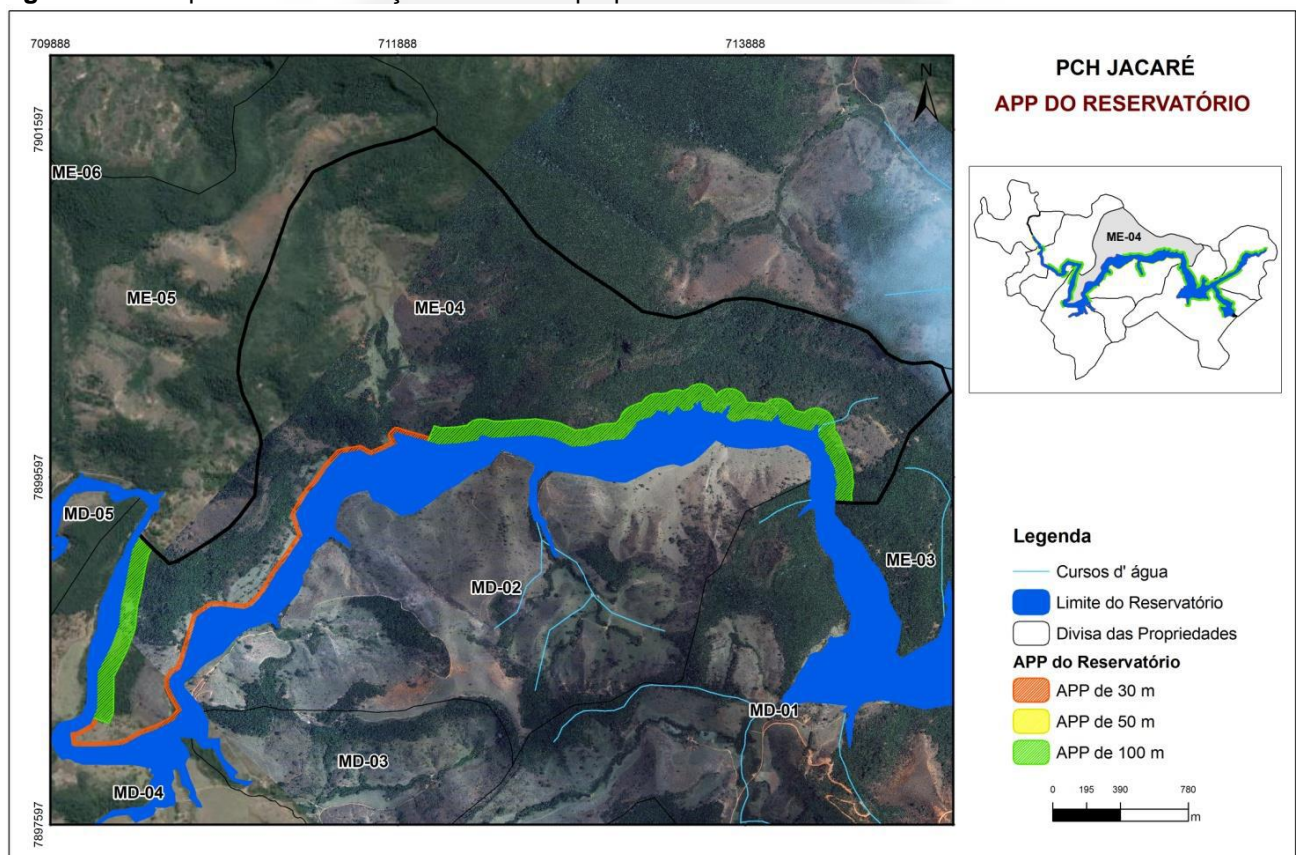 709888
711888
713888
7901597
7899597
7897597
N
ME-06
ME-05
ME-04
MD-05
MD-02
ME-03
MD-01
MD-03
MD-04
PCH JACARÉ
APP DO RESERVATÓRIO
ME-04
Legenda
Cursos d' água
Limite do Reservatório
Divisa das Propriedades
APP do Reservatório
APP de 30 m
APP de 50 m
APP de 100 m
0 195 390 780
m